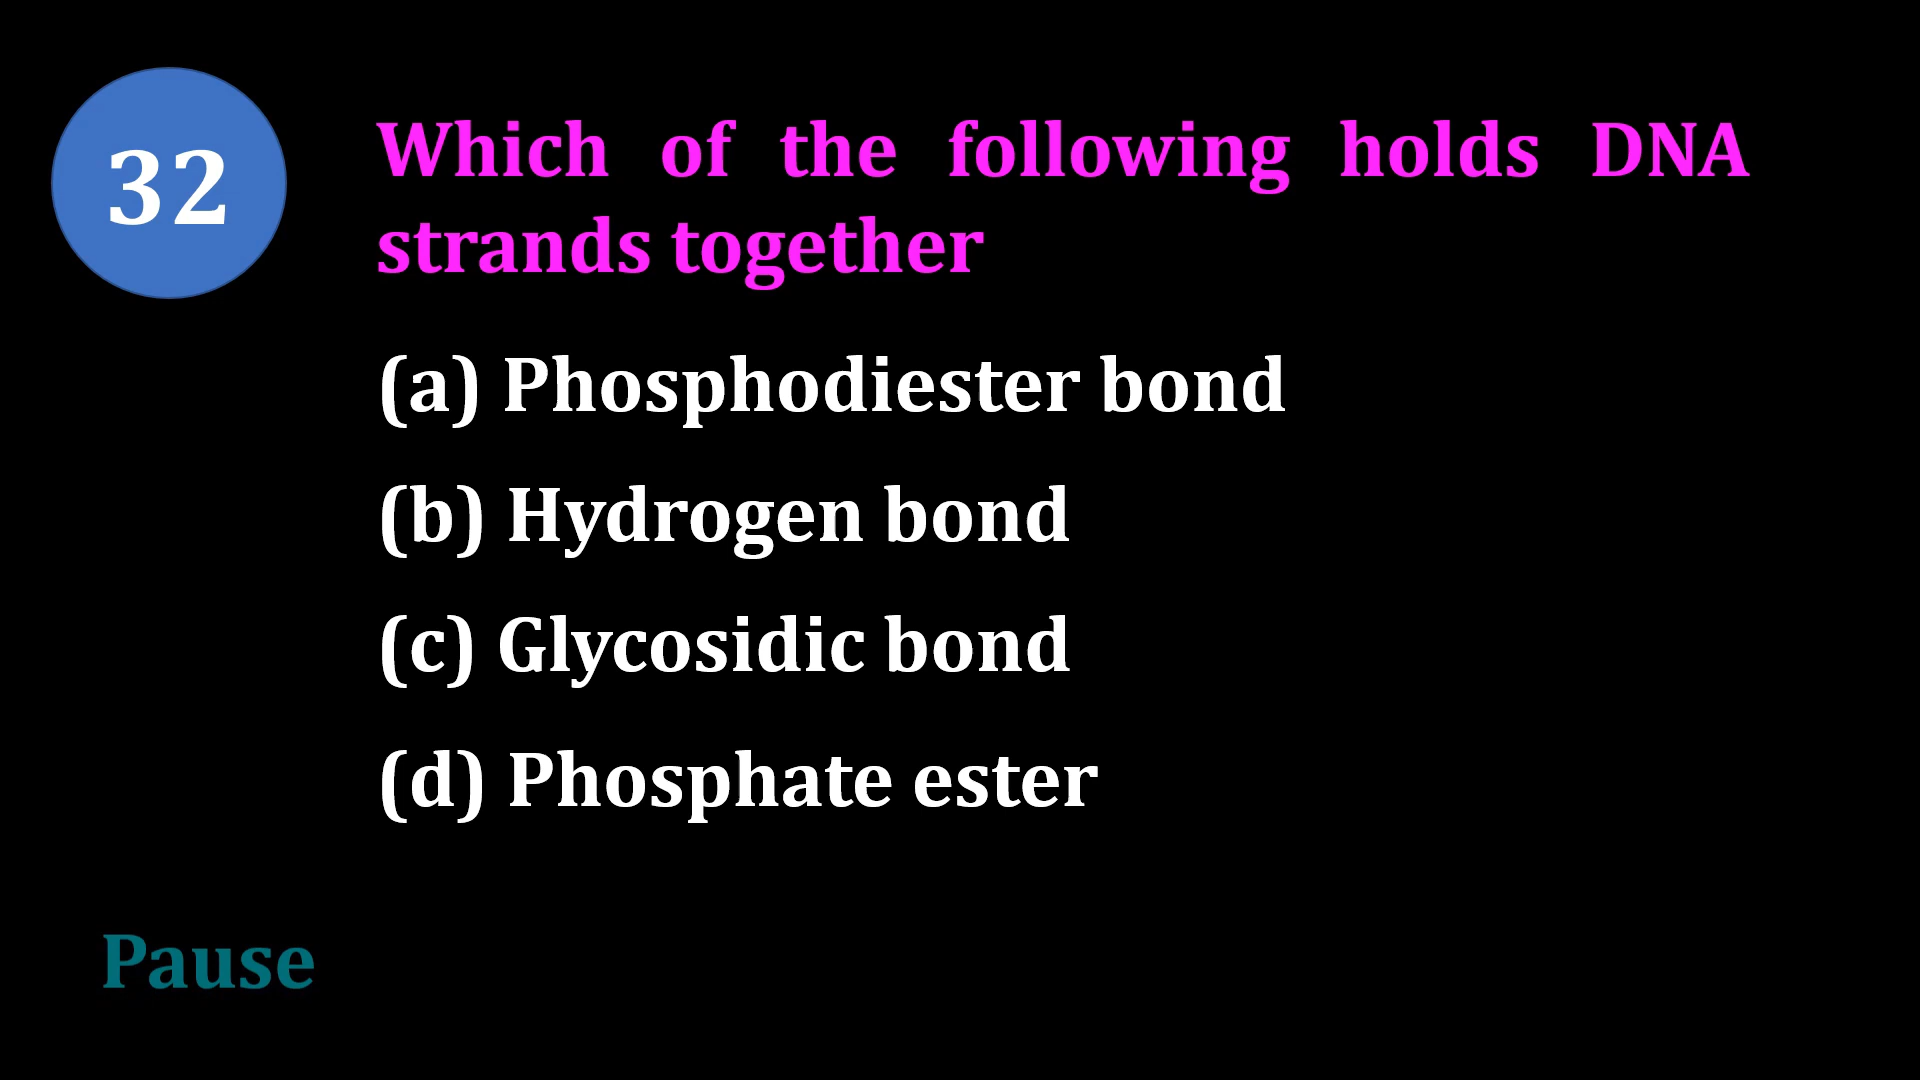 32
Which of the following holds DNA
strands together
(a) Phosphodiester bond
(b) Hydrogen bond
(c) Glycosidic bond
(d) Phosphate ester
Pause